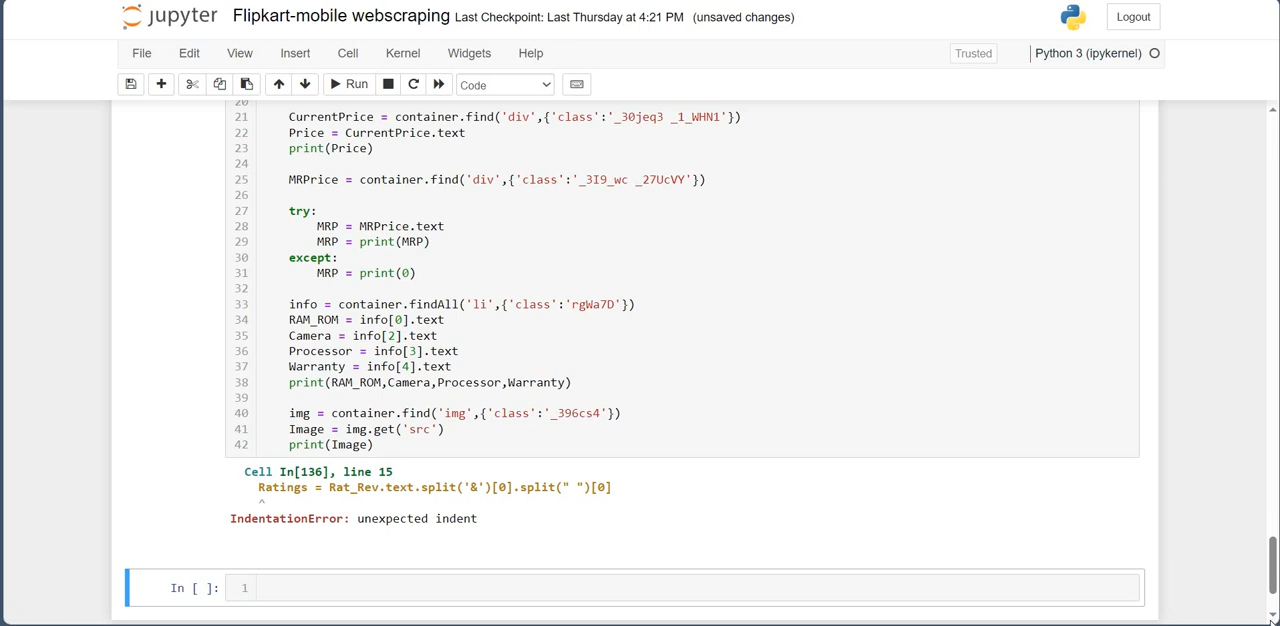 jupyter Flipkart-mobile webscraping Last Checkpoint: Last Thursday at 4:21 PM (unsaved changes) Logout
File Edit View Insert Cell Kernel Widgets Help Trusted Python 3 (ipykernel)
Run Code
20
21 CurrentPrice = container.find('div',{'class':'_30jeq3 _1_WHN1'})
22 Price = CurrentPrice.text
23 print(Price)
24
25 MRPrice = container.find('div',{'class':'_3I9_wc _27UcVY'})
26
27 try:
28 MRP = MRPrice.text
29 MRP = print(MRP)
30 except:
31 MRP = print(0)
32
33 info = container.findAll('li',{'class':'rgWa7D'})
34 RAM_ROM = info[0].text
35 Camera = info[2].text
36 Processor = info[3].text
37 Warranty = info[4].text
38 print(RAM_ROM,Camera,Processor,Warranty)
39
40 img = container.find('img',{'class':'_396cs4'})
41 Image = img.get('src')
42 print(Image)
Cell In[136], line 15
Ratings = Rat_Rev.text.split('&')[0].split(" ")[0]
^
IndentationError: unexpected indent
In [ ]: 1